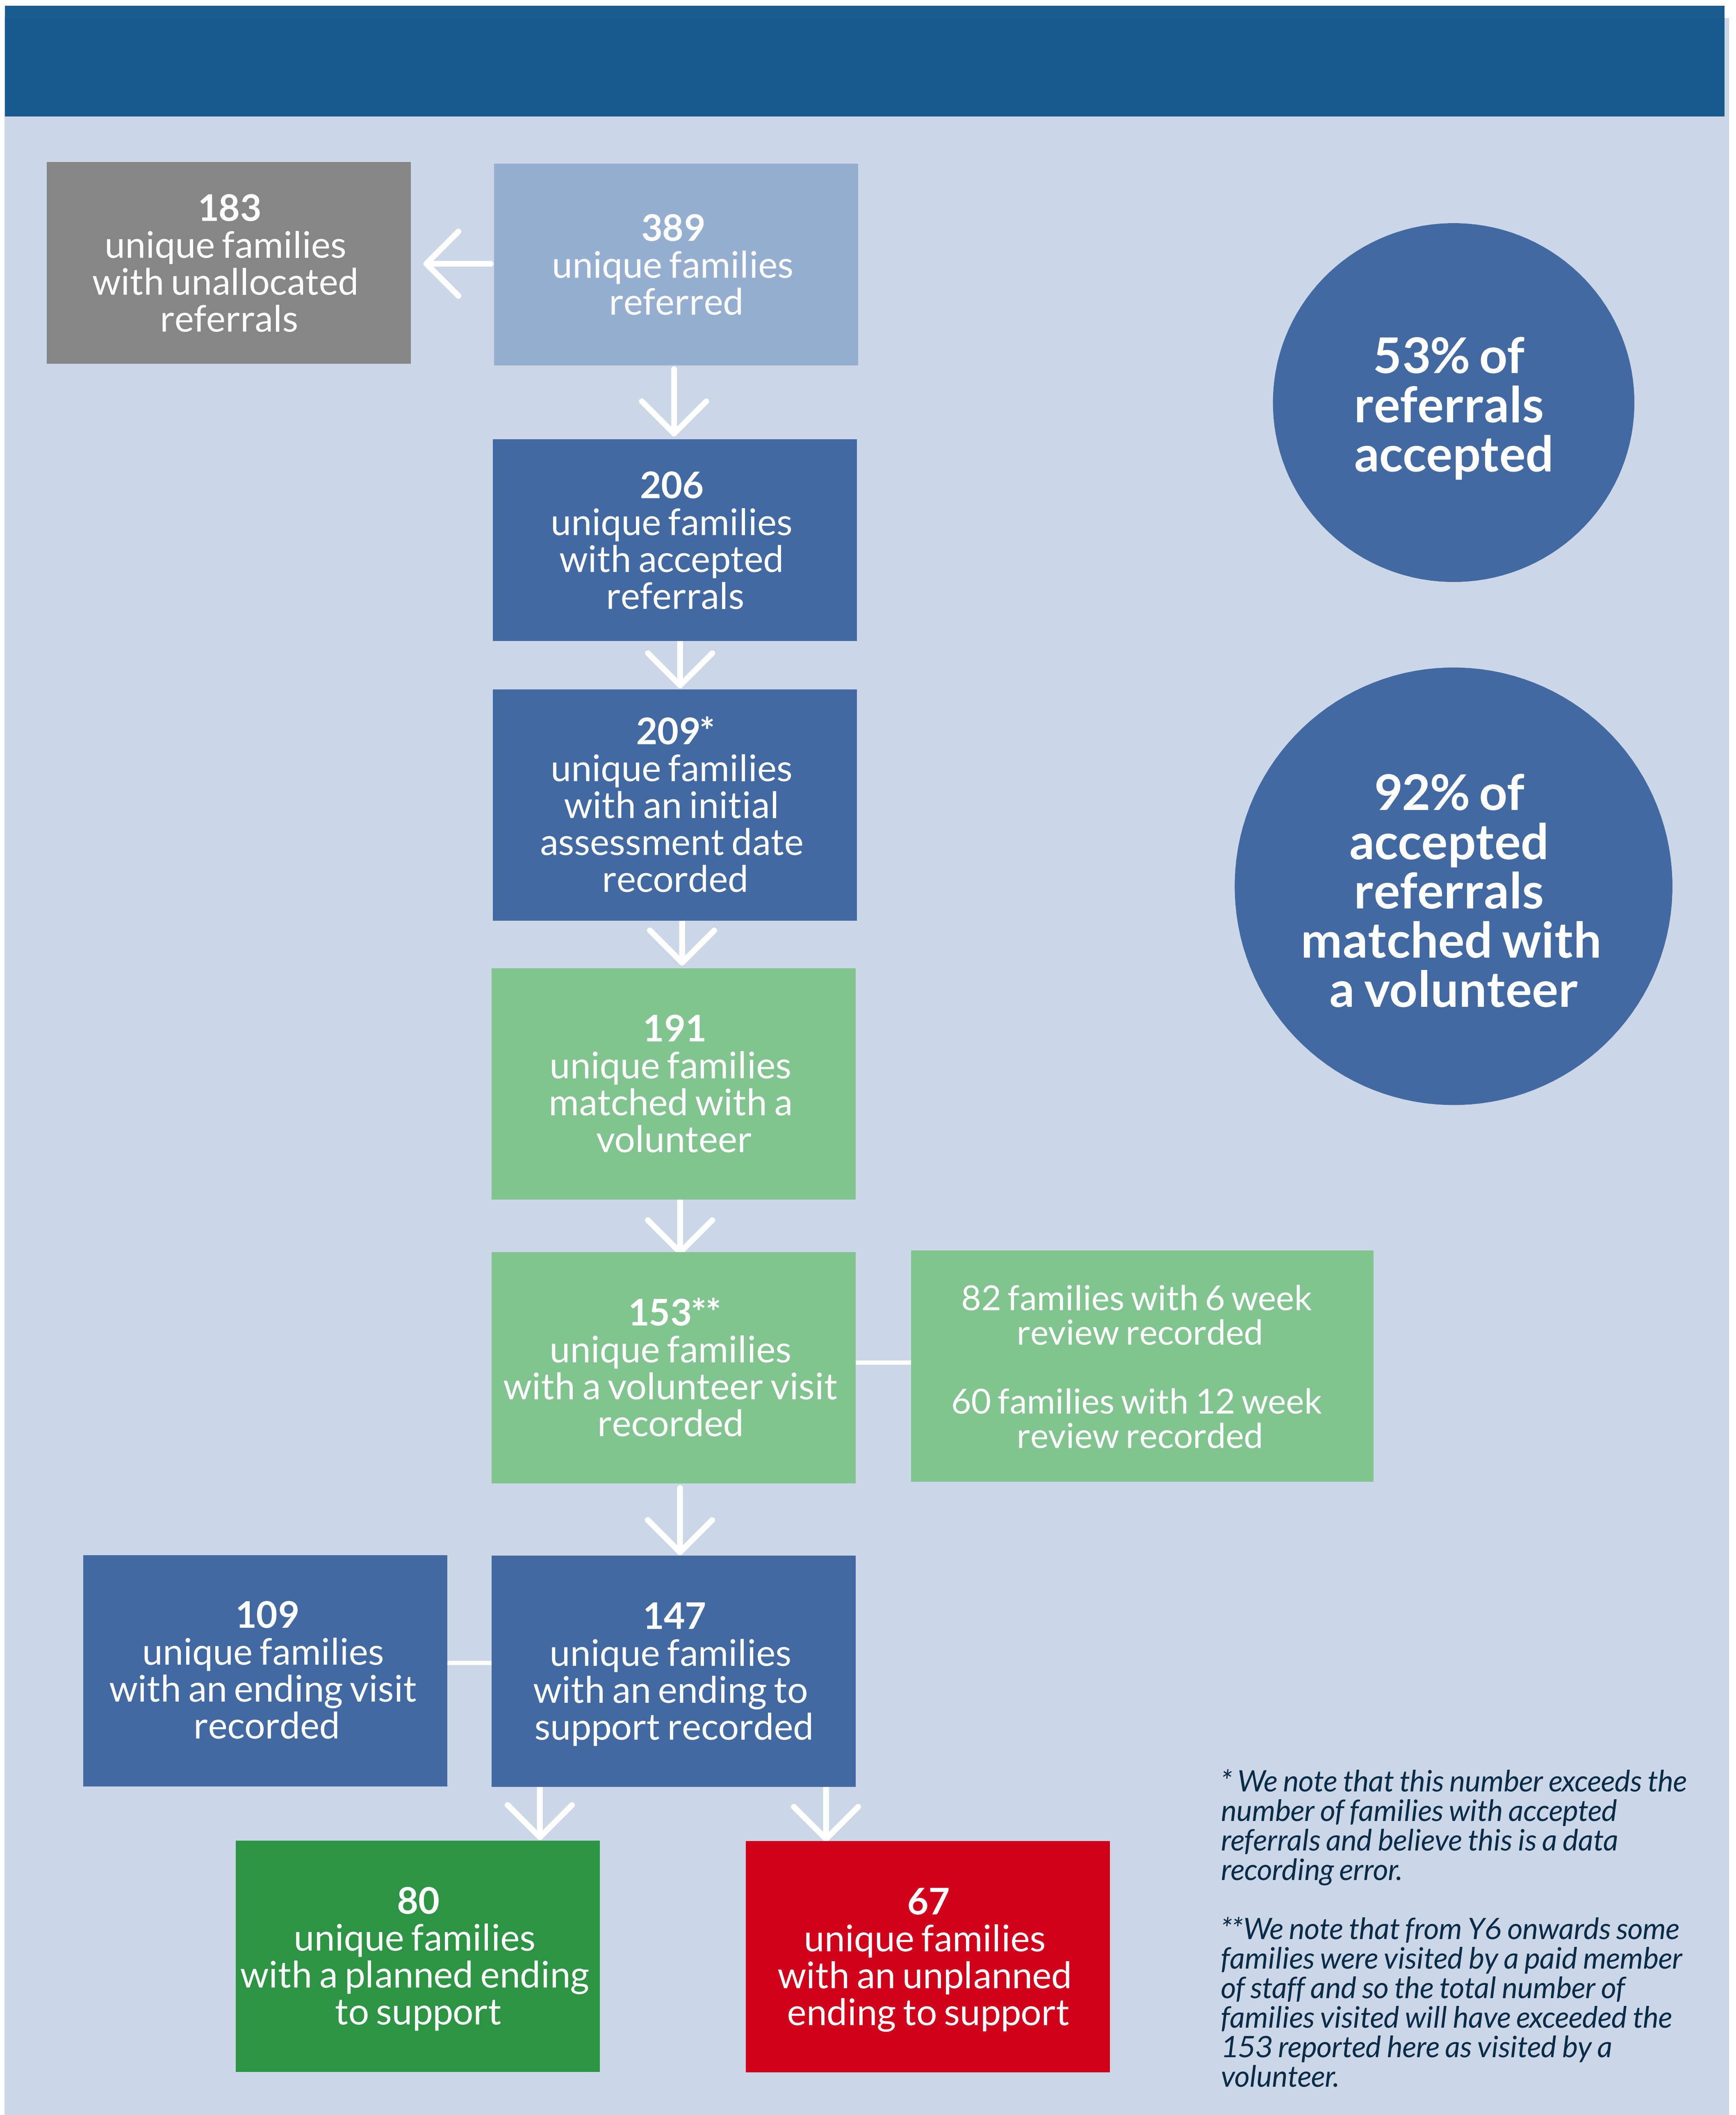 183
unique families
with unallocated
referrals
389
unique families
referred
53% of
referrals
accepted
206
unique families
with accepted
referrals
209*
unique families
with an initial
assessment date
recorded
92% of
accepted
referrals
matched with
a volunteer
191
unique families
matched with a
volunteer
153**
unique families
with a volunteer visit
recorded
82 families with 6 week
review recorded
60 families with 12 week
review recorded
109
unique families
with an ending visit
recorded
147
unique families
with an ending to
support recorded
80
unique families
with a planned ending
to support
67
unique families
with an unplanned
ending to support
* We note that this number exceeds the
number of families with accepted
referrals and believe this is a data
recording error.
**We note that from Y6 onwards some
families were visited by a paid member
of staff and so the total number of
families visited will have exceeded the
153 reported here as visited by a
volunteer.